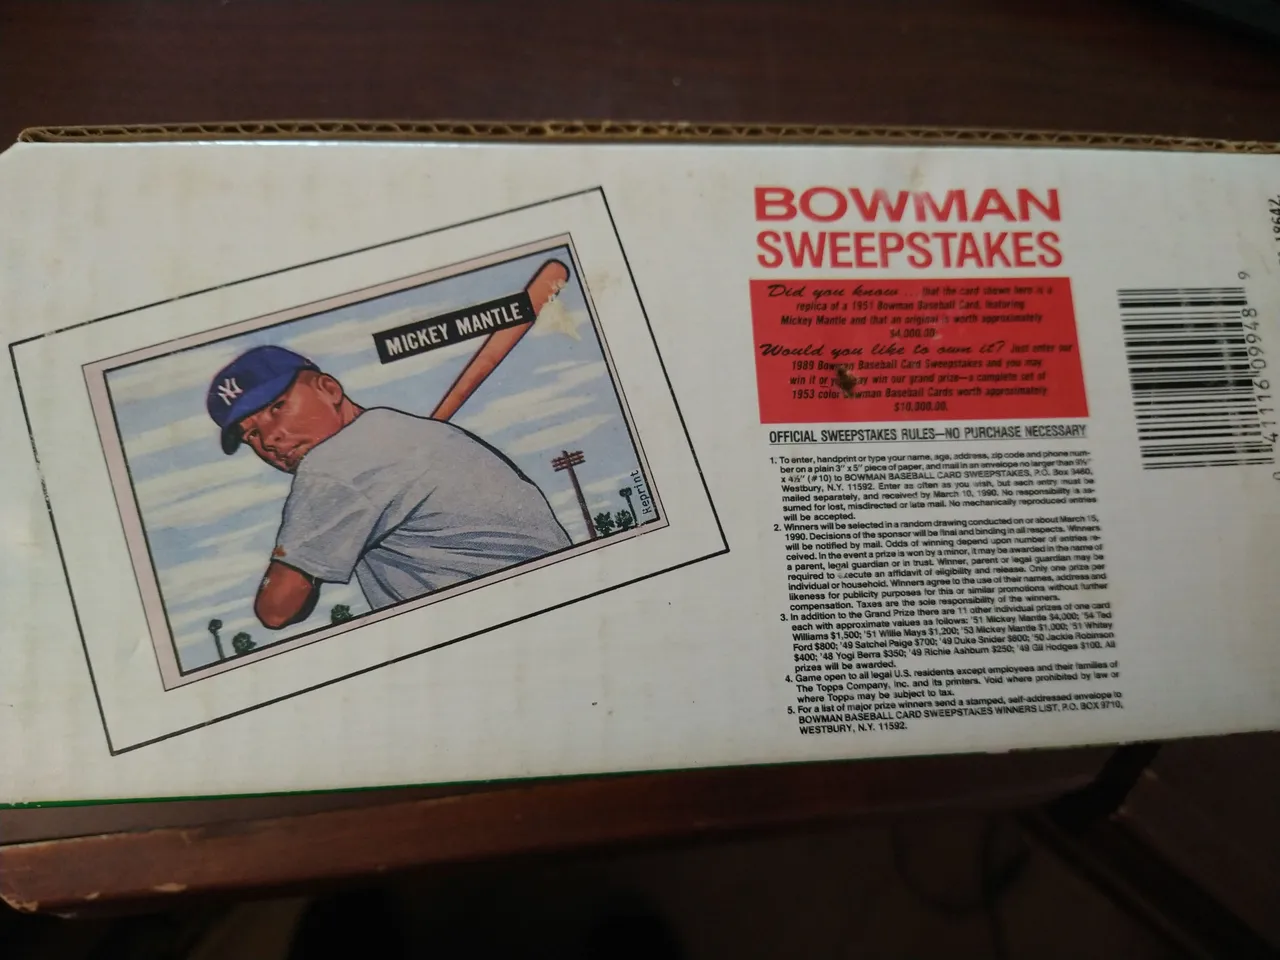 MICKEY MANTLE
NY
Reprint
BOWMAN
SWEEPSTAKES
Did you know... that the card shown here is a
replica of a 1951 Bowman Baseball Card, featuring
Mickey Mantle and that an original is worth approximately
$4,000.00.
Would you like to own it? Just enter our
1989 Bowman Baseball Card Sweepstakes and you may
win it or you may win our grand prize—a complete set of
1953 color Bowman Baseball Cards worth approximately
$10,000.00.
OFFICIAL SWEEPSTAKES RULES—NO PURCHASE NECESSARY
1. To enter, handprint or type your name, age, address, zip code and phone num-
ber on a plain 3" x 5" piece of paper, and mail in an envelope no larger than 9½"
x 4½" (#10) to BOWMAN BASEBALL CARD SWEEPSTAKES, P.O. Box 3460,
Westbury, N.Y. 11592. Enter as often as you wish, but each entry must be
mailed separately, and received by March 10, 1990. No responsibility is as-
sumed for lost, misdirected or late mail. No mechanically reproduced entries
will be accepted.
2. Winners will be selected in a random drawing conducted on or about March 15,
1990. Decisions of the sponsor will be final and binding in all respects. Winners
will be notified by mail. Odds of winning depend upon number of entries re-
ceived. In the event a prize is won by a minor, it may be awarded in the name of
a parent, legal guardian or in trust. Winner, parent or legal guardian may be
required to execute an affidavit of eligibility and release. Only one prize per
individual or household. Winners agree to the use of their names, address and
likeness for publicity purposes for this or similar promotions without further
compensation. Taxes are the sole responsibility of the winners.
3. In addition to the Grand Prize there are 11 other individual prizes of one card
each with approximate values as follows: '51 Mickey Mantle $4,000; '54 Ted
Williams $1,500; '51 Willie Mays $1,200; '53 Mickey Mantle $1,000; '51 Whitey
Ford $800; '49 Satchel Paige $700; '49 Duke Snider $600; '50 Jackie Robinson
$400; '48 Yogi Berra $350; '49 Richie Ashburn $250; '49 Gil Hodges $100. All
prizes will be awarded.
4. Game open to all legal U.S. residents except employees and their families of
The Topps Company, Inc. and its printers. Void where prohibited by law or
where Topps may be subject to tax.
5. For a list of major prize winners send a stamped, self-addressed envelope to
BOWMAN BASEBALL CARD SWEEPSTAKES WINNERS LIST, P.O. BOX 9710,
WESTBURY, N.Y. 11592.
0 41116 09948 9